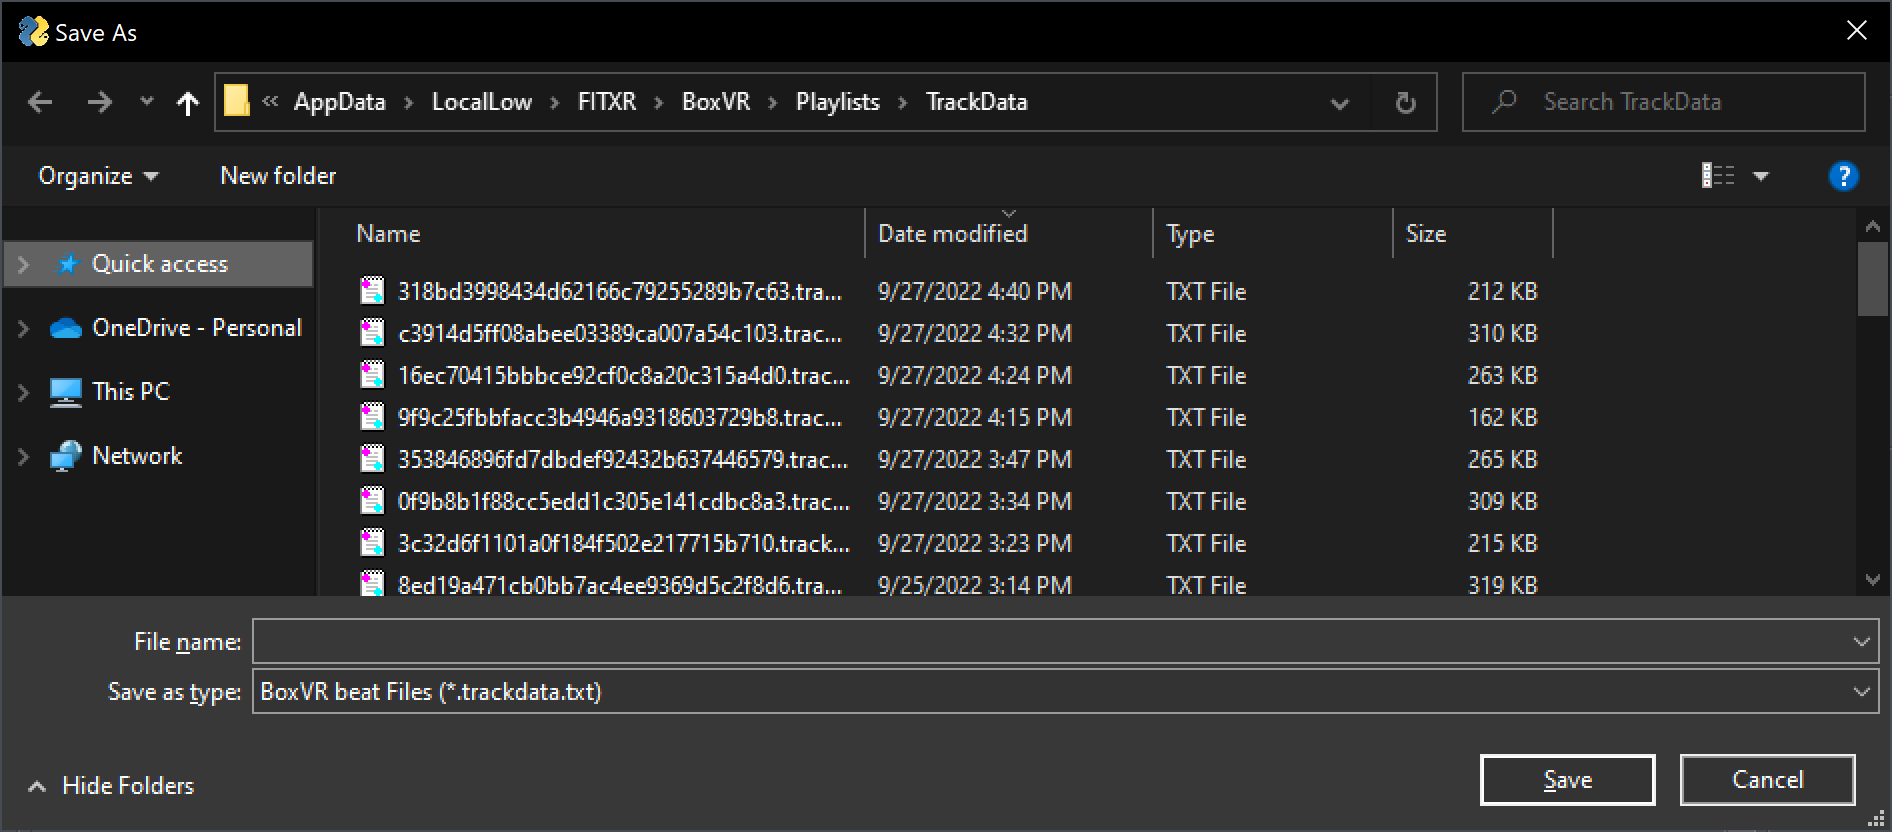 Save As
« AppData > LocalLow > FITXR > BoxVR > Playlists > TrackData
Search TrackData
Organize New folder
?
Name Date modified Type Size
Quick access
OneDrive - Personal
This PC
Network
318bd3998434d62166c79255289b7c63.tra... 9/27/2022 4:40 PM TXT File 212 KB
c3914d5ff08abee03389ca007a54c103.trac... 9/27/2022 4:32 PM TXT File 310 KB
16ec70415bbbce92cf0c8a20c315a4d0.trac... 9/27/2022 4:24 PM TXT File 263 KB
9f9c25fbbfacc3b4946a9318603729b8.trac... 9/27/2022 4:15 PM TXT File 162 KB
353846896fd7dbdef92432b637446579.trac... 9/27/2022 3:47 PM TXT File 265 KB
0f9b8b1f88cc5edd1c305e141cdbc8a3.trac... 9/27/2022 3:34 PM TXT File 309 KB
3c32d6f1101a0f184f502e217715b710.track... 9/27/2022 3:23 PM TXT File 215 KB
8ed19a471cb0bb7ac4ee9369d5c2f8d6.tra... 9/25/2022 3:14 PM TXT File 319 KB
File name:
Save as type: BoxVR beat Files (*.trackdata.txt)
Hide Folders
Save
Cancel